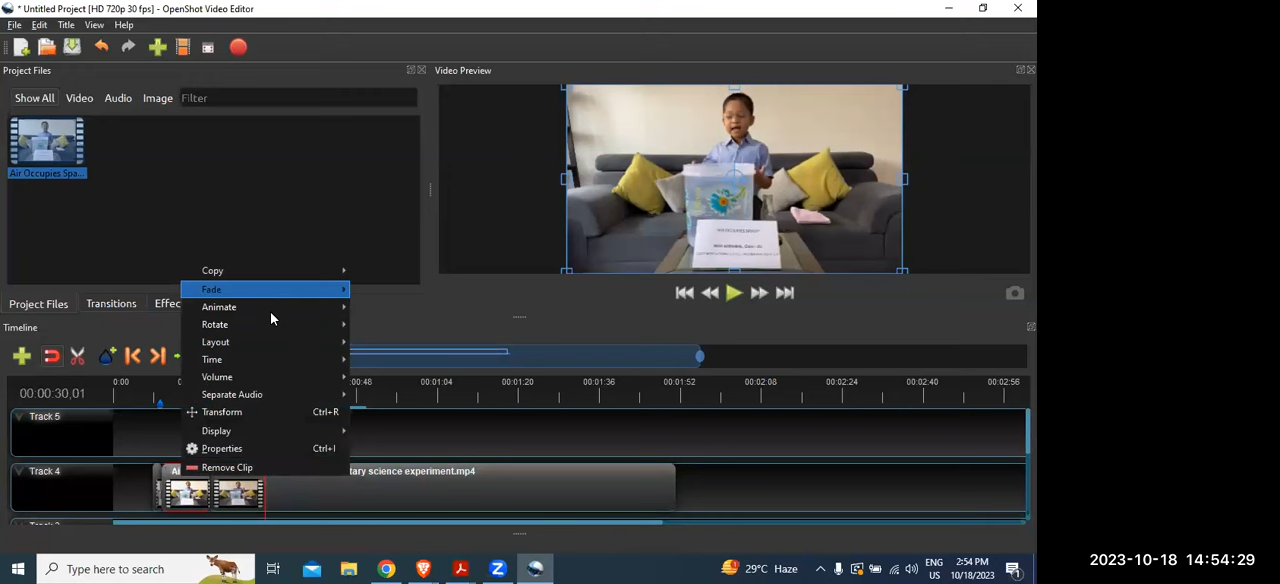 * Untitled Project [HD 720p 30 fps] - OpenShot Video Editor
File Edit Title View Help
Project Files
Video Preview
Show All Video Audio Image Filter
Air Occupies Spa...
Copy
Fade
Animate
Rotate
Layout
Time
Volume
Separate Audio
Transform Ctrl+R
Display
Properties Ctrl+I
Remove Clip
Project Files Transitions Effec
Timeline
00:00:30,01
0:00 :00:48 00:01:04 00:01:20 00:01:36 00:01:52 00:02:08 00:02:24 00:02:40 00:02:56
Track 5
Track 4
Ai tary science experiment.mp4
Type here to search
29°C Haze
ENG
US
2:54 PM
10/18/2023
2023-10-18 14:54:29